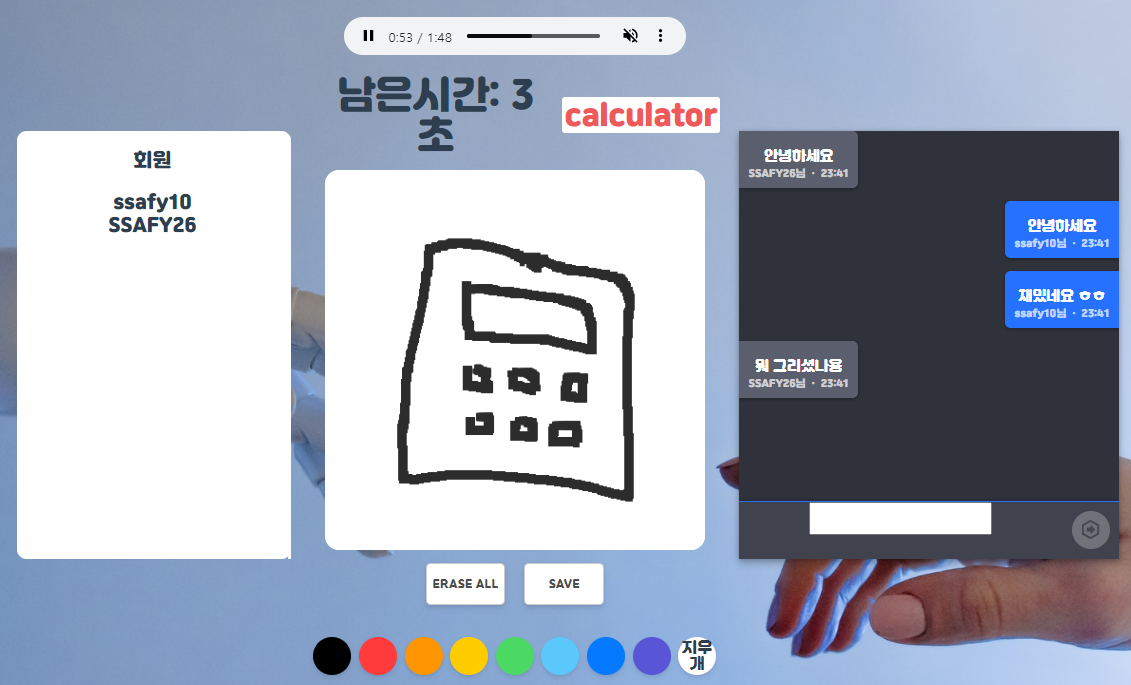 0:53 / 1:48
남은시간: 3
초
calculator
회원
ssafy10
SSAFY26
안녕하세요
SSAFY26님 · 23:41
안녕하세요
ssafy10님 · 23:41
재밌네요 ㅎㅎ
ssafy10님 · 23:41
뭐 그리셨나용
SSAFY26님 · 23:41
ERASE ALL
SAVE
지우
개